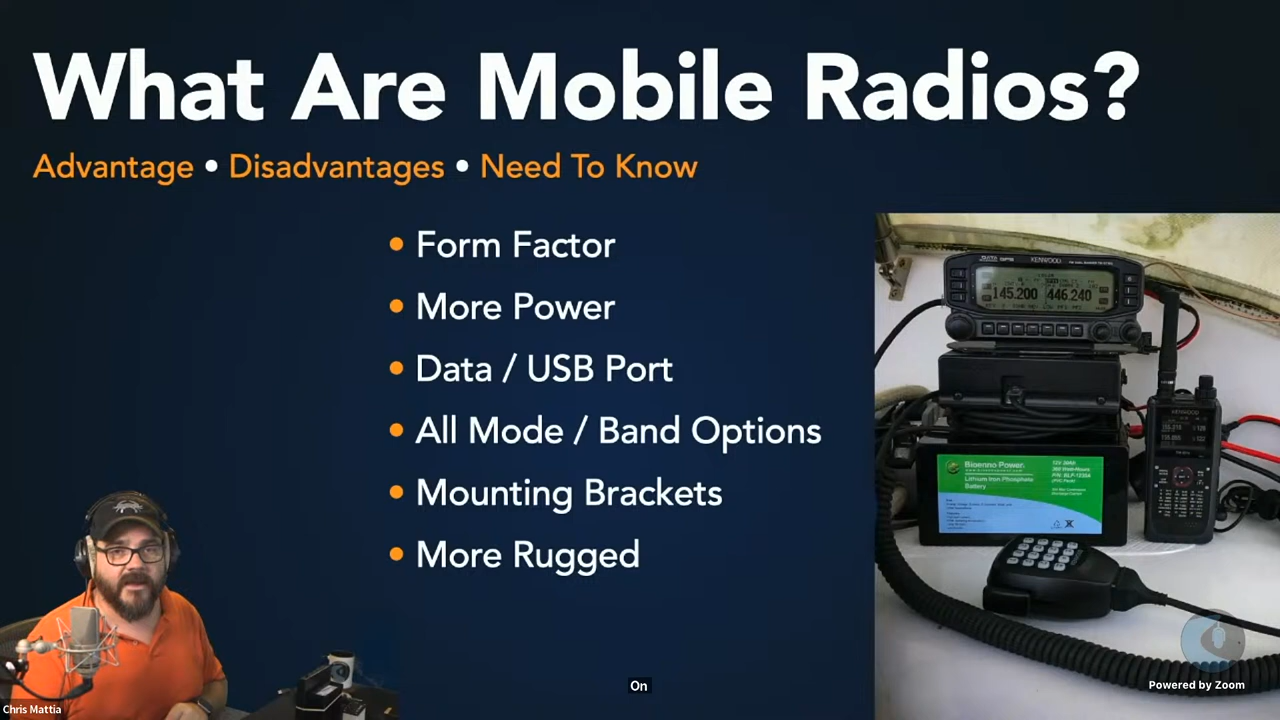 What Are Mobile Radios?
Advantage • Disadvantages • Need To Know
• Form Factor
• More Power
• Data / USB Port
• All Mode / Band Options
• Mounting Brackets
• More Rugged
KENWOOD
145.200 446.240
KENWOOD
Bioenno Power
Lithium Iron Phosphate
Battery
On
Powered by Zoom
Chris Mattia